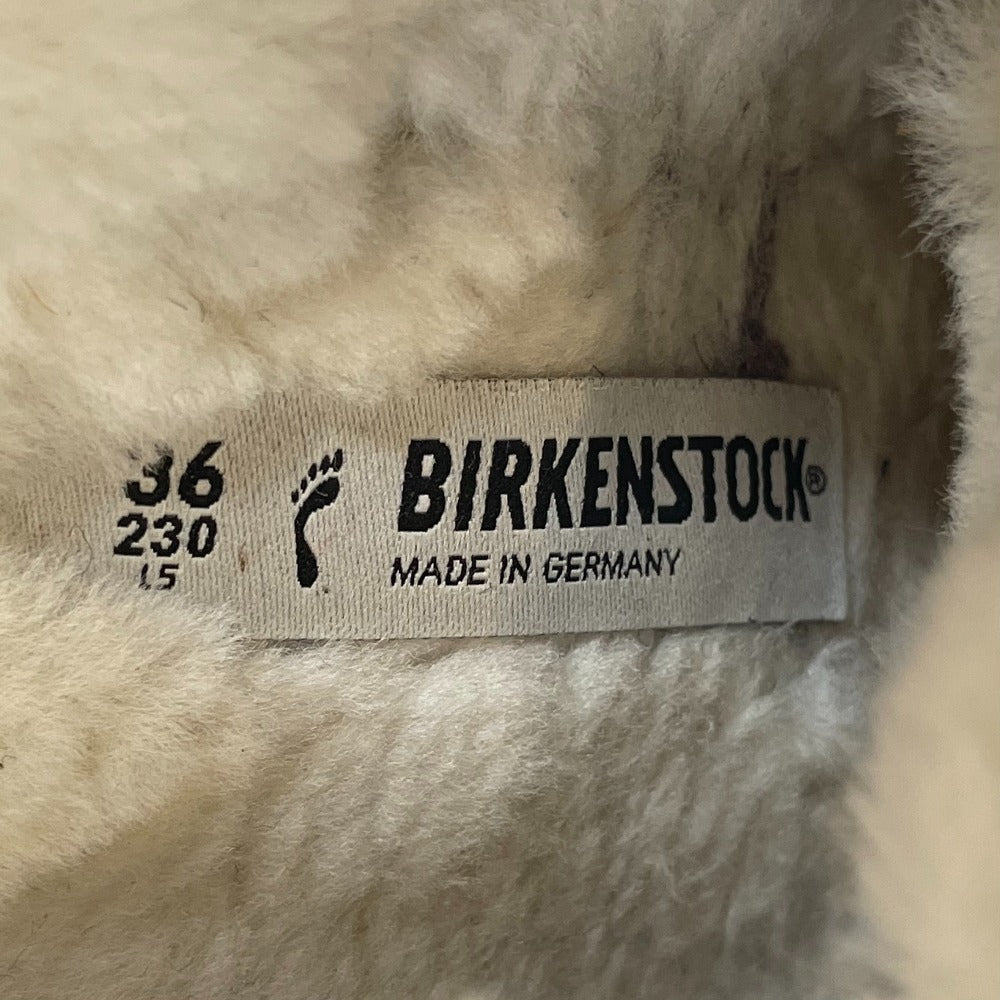 36
230
L5
BIRKENSTOCK®
MADE IN GERMANY